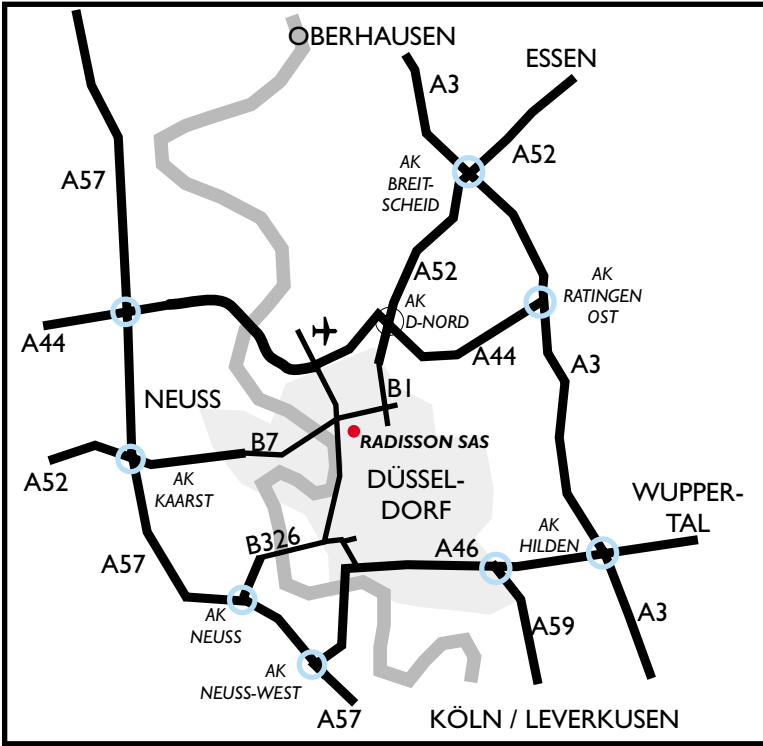 OBERHAUSEN
ESSEN
A3
A52
AK
BREIT-
SCHEID
A57
A52
AK
D-NORD
AK
RATINGEN
OST
A44
A44
A3
B1
NEUSS
B7
RADISSON SAS
A52
AK
KAARST
DÜSSEL-
DORF
WUPPER-
TAL
AK
HILDEN
B326
A46
A57
AK
NEUSS
A59
A3
AK
NEUSS-WEST
A57
KÖLN / LEVERKUSEN